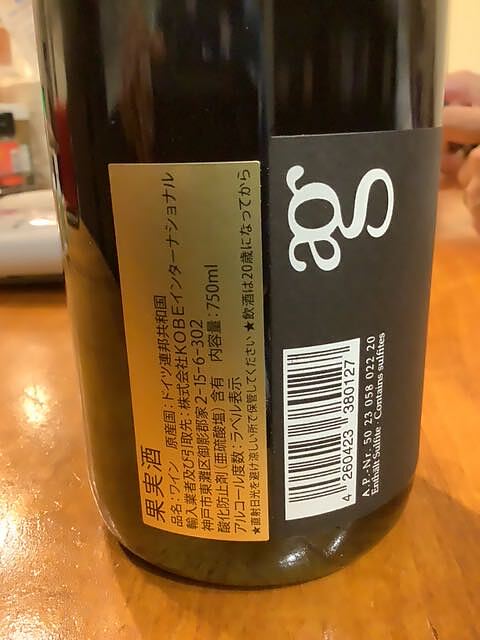 果実酒
品名:ワイン 原産国:ドイツ連邦共和国
輸入業者及び引取先:株式会社KOBEインターナショナル
神戸市東灘区御影郡家2-15-6-302
酸化防止剤(亜硫酸塩)含有 内容量:750ml
アルコール度数:ラベル表示
★直射日光を避け涼しい所で保管してください ★飲酒は20歳になってから
ag
4 260423 380127
A.P.-Nr. 50 23 058 022 20
Enthält Sulfite · Contains sulfites